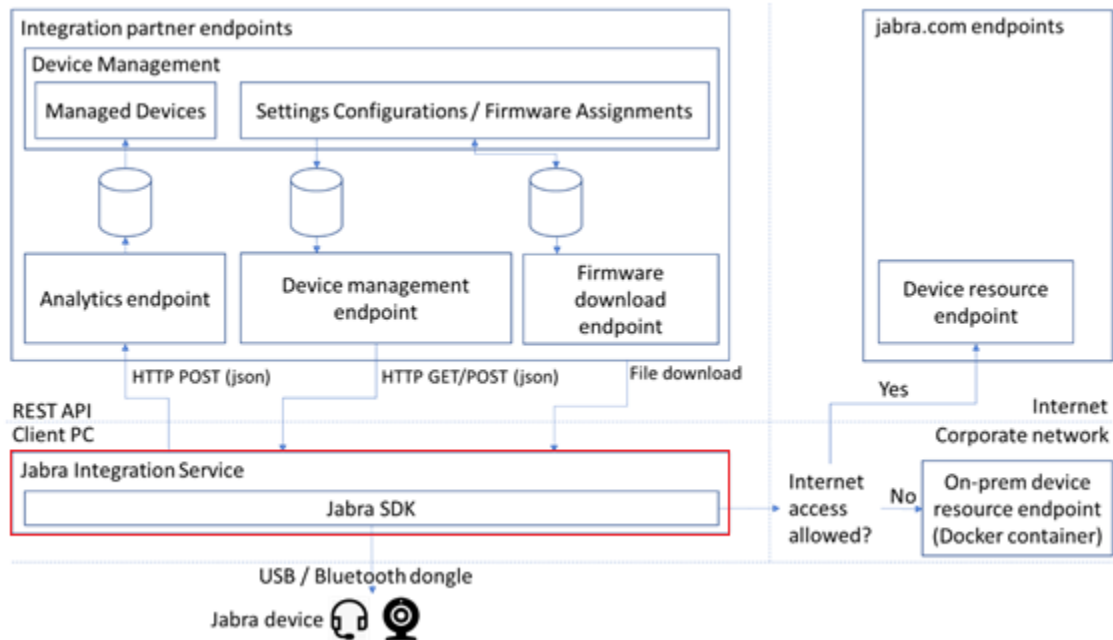 Integration partner endpoints
Device Management
Managed Devices
Settings Configurations / Firmware Assignments
Analytics endpoint
Device management
endpoint
Firmware
download
endpoint
HTTP POST (json)
HTTP GET/POST (json)
File download
jabra.com endpoints
Device resource
endpoint
Yes
REST API
Internet
Client PC
Corporate network
Jabra Integration Service
Jabra SDK
Internet
access
allowed?
No
On-prem device
resource endpoint
(Docker container)
USB / Bluetooth dongle
Jabra device